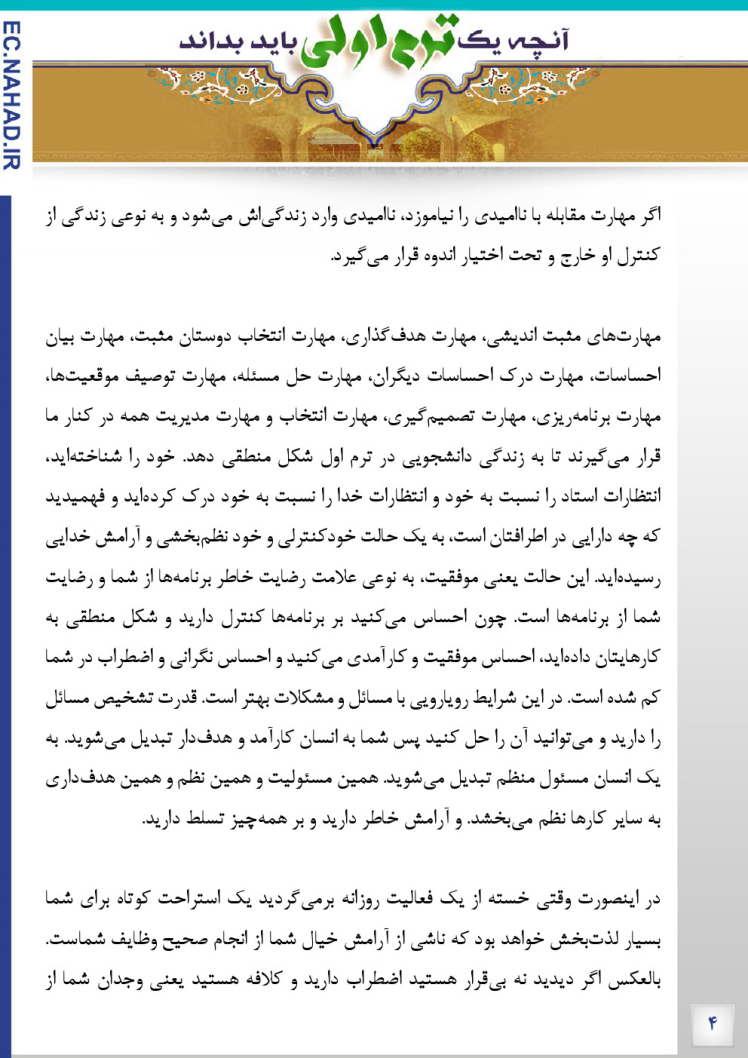 آنچه یک ترم اولی باید بداند
EC.NAHAD.IR
اگر مهارت مقابله با ناامیدی را نیاموزد، ناامیدی وارد زندگی‌اش می‌شود و به نوعی زندگی از
کنترل او خارج و تحت اختیار اندوه قرار می‌گیرد.
مهارت‌های مثبت اندیشی، مهارت هدف‌گذاری، مهارت انتخاب دوستان مثبت، مهارت بیان
احساسات، مهارت درک احساسات دیگران، مهارت حل مسئله، مهارت توصیف موقعیت‌ها،
مهارت برنامه‌ریزی، مهارت تصمیم‌گیری، مهارت انتخاب و مهارت مدیریت همه در کنار ما
قرار می‌گیرند تا به زندگی دانشجویی در ترم اول شکل منطقی دهد. خود را شناخته‌اید،
انتظارات استاد را نسبت به خود و انتظارات خدا را نسبت به خود درک کرده‌اید و فهمیدید
که چه دارایی در اطرافتان است، به یک حالت خودکنترلی و خود نظم‌بخشی و آرامش خدایی
رسیده‌اید. این حالت یعنی موفقیت، به نوعی علامت رضایت خاطر برنامه‌ها از شما و رضایت
شما از برنامه‌ها است. چون احساس می‌کنید بر برنامه‌ها کنترل دارید و شکل منطقی به
کارهایتان داده‌اید، احساس موفقیت و کارآمدی می‌کنید و احساس نگرانی و اضطراب در شما
کم شده است. در این شرایط رویارویی با مسائل و مشکلات بهتر است. قدرت تشخیص مسائل
را دارید و می‌توانید آن را حل کنید پس شما به انسان کارآمد و هدف‌دار تبدیل می‌شوید. به
یک انسان مسئول منظم تبدیل می‌شوید. همین مسئولیت و همین نظم و همین هدف‌داری
به سایر کارها نظم می‌بخشد. و آرامش خاطر دارید و بر همه‌چیز تسلط دارید.
در اینصورت وقتی خسته از یک فعالیت روزانه برمی‌گردید یک استراحت کوتاه برای شما
بسیار لذت‌بخش خواهد بود که ناشی از آرامش خیال شما از انجام صحیح وظایف شماست.
بالعکس اگر دیدید نه بی‌قرار هستید اضطراب دارید و کلافه هستید یعنی وجدان شما از
۴